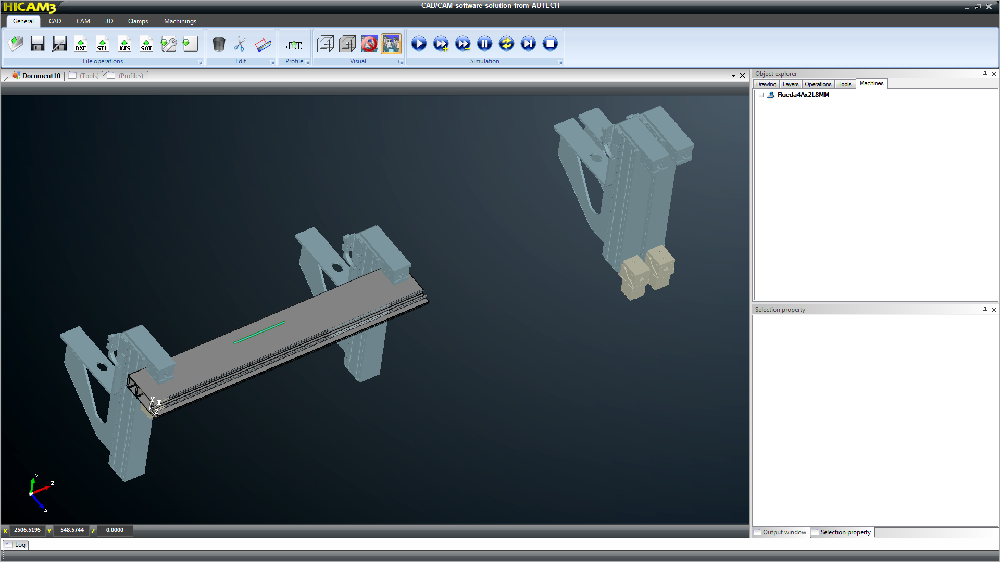 HICAM3
CAD/CAM software solution from AUTECH
General CAD CAM 3D Clamps Machinings
DXF STL IGES SAT
File operations Edit Profile Visual Simulation
Document10 (Tools) (Profiles)
Object explorer
Drawing Layers Operations Tools Machines
Rueda4Ax2L8MM
Selection property
Y X
Z
Y
X
Z
X 2506,5195 Y -548,5744 Z 0,0000
Output window Selection property
Log